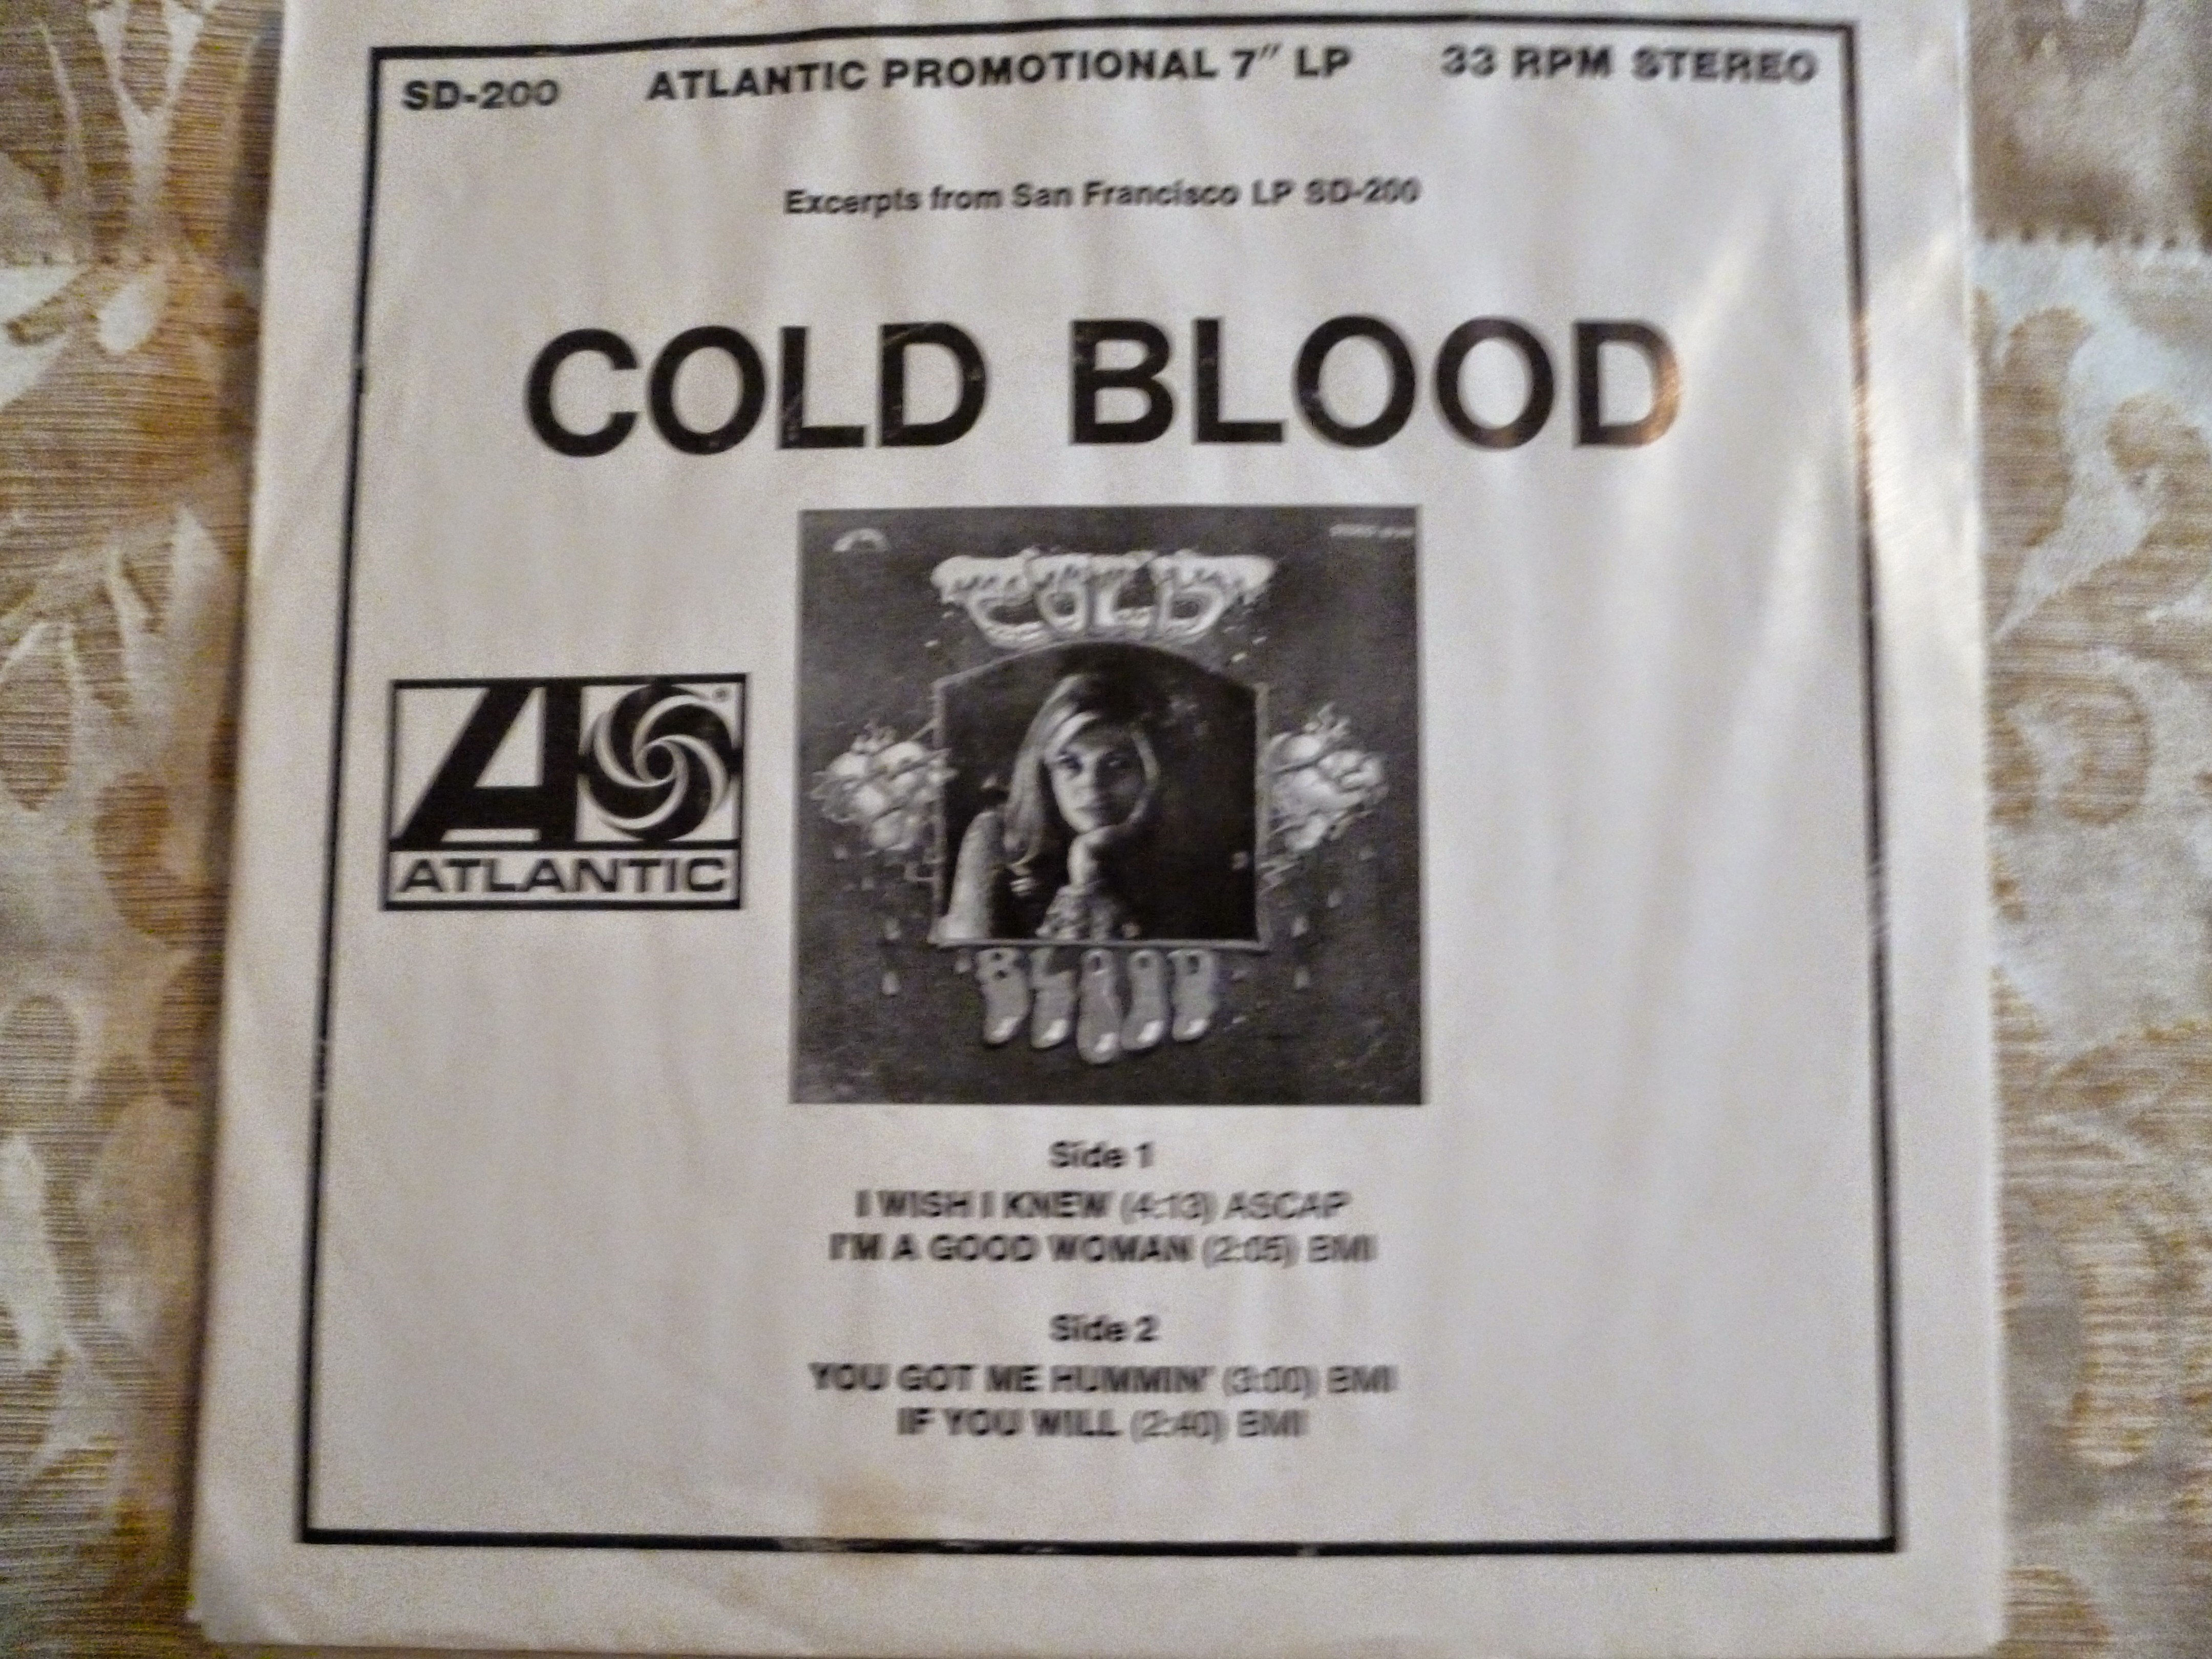 SD-200 ATLANTIC PROMOTIONAL 7" LP 33 RPM STEREO
Excerpts from San Francisco LP SD-200
COLD BLOOD
COLD
BLOOD
ATLANTIC
Side 1
I WISH I KNEW (4:13) ASCAP
I'M A GOOD WOMAN (2:05) BMI
Side 2
YOU GOT ME HUMMIN' (3:00) BMI
IF YOU WILL (2:40) BMI